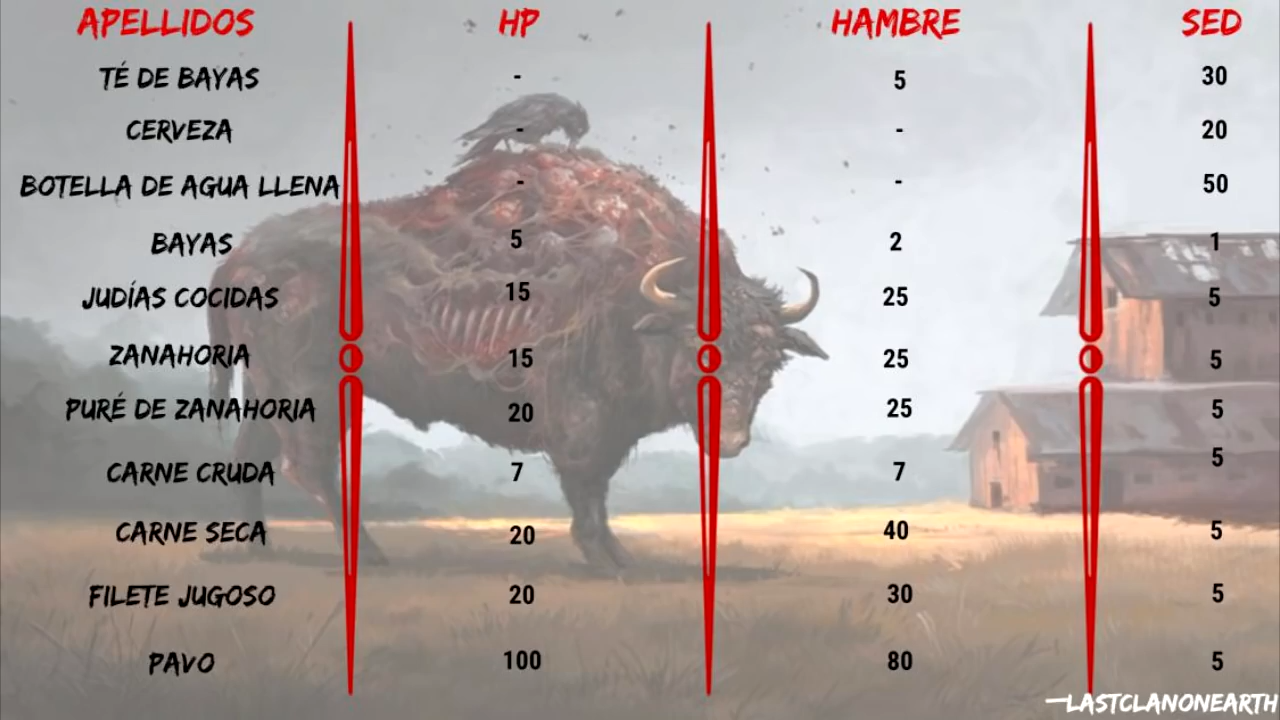 APELLIDOS HP HAMBRE SED
TÉ DE BAYAS - 5 30
CERVEZA - - 20
BOTELLA DE AGUA LLENA - - 50
BAYAS 5 2 1
JUDÍAS COCIDAS 15 25 5
ZANAHORIA 15 25 5
PURÉ DE ZANAHORIA 20 25 5
CARNE CRUDA 7 7 5
CARNE SECA 20 40 5
FILETE JUGOSO 20 30 5
PAVO 100 80 5
—LASTCLANONEARTH